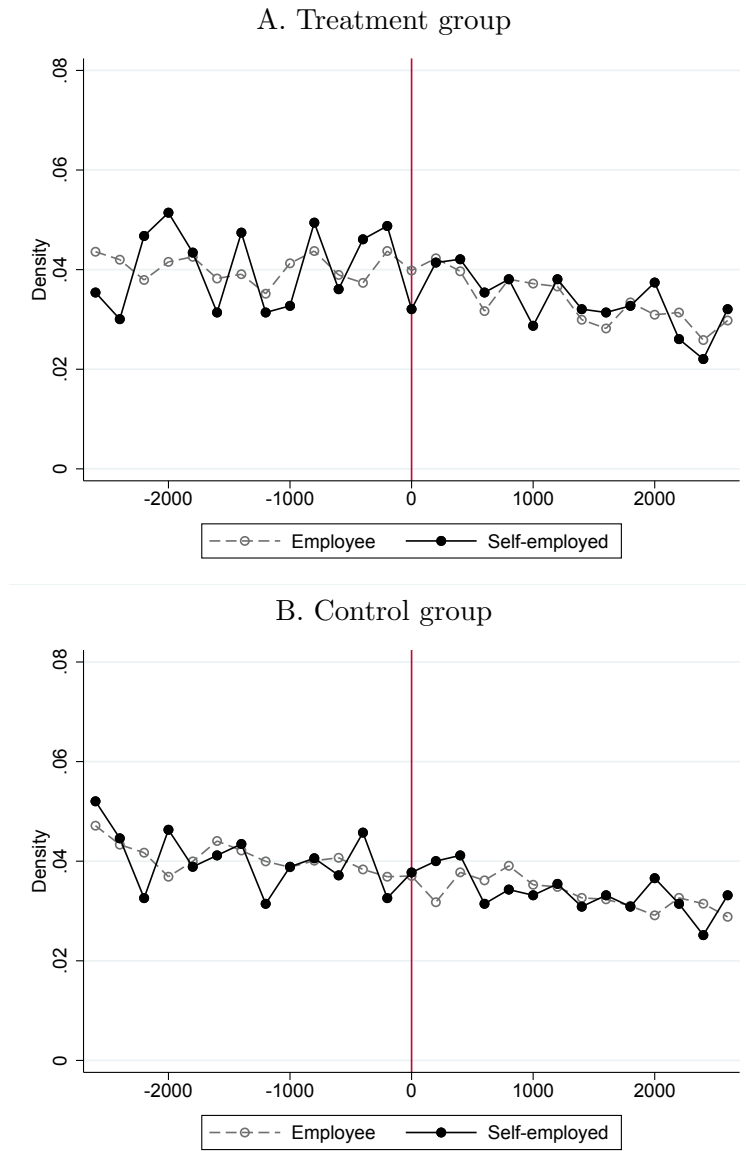 A. Treatment group
.08
.06
.04
.02
0
Density
-2000 -1000 0 1000 2000
Employee Self-employed
B. Control group
.08
.06
.04
.02
0
Density
-2000 -1000 0 1000 2000
Employee Self-employed